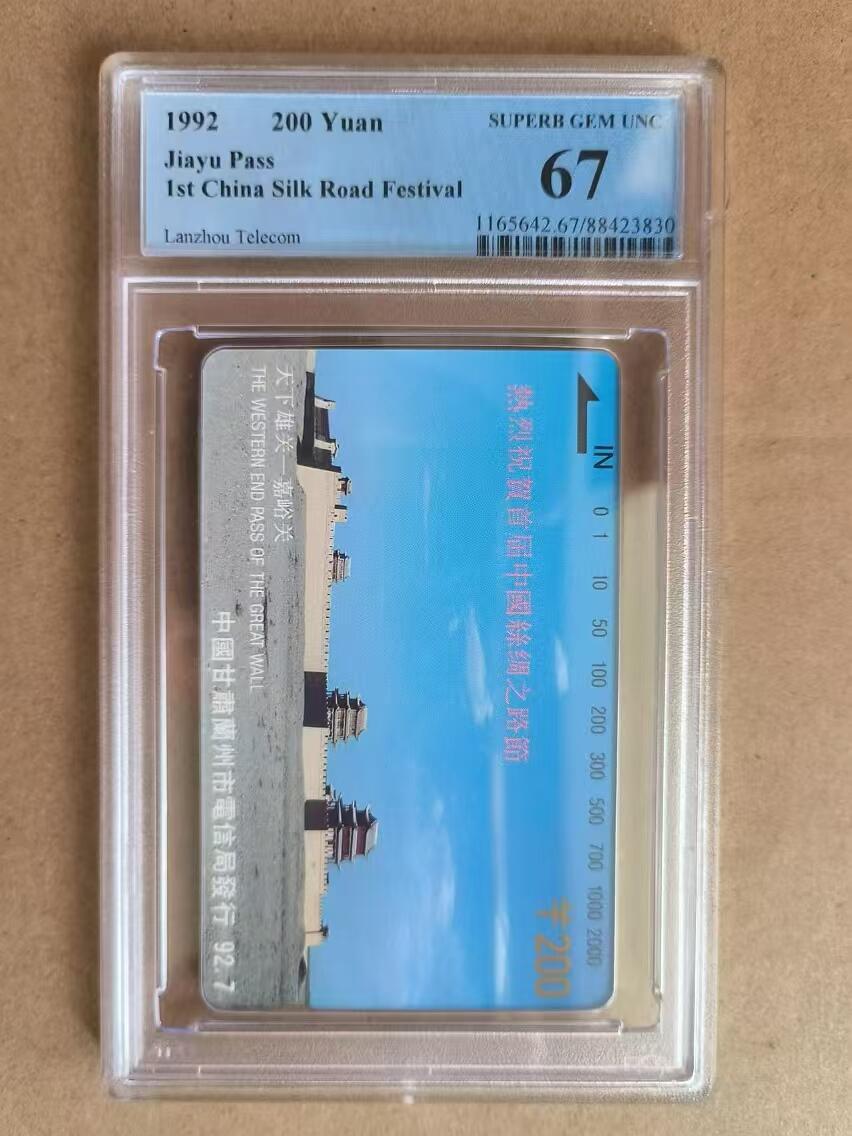 1992 200 Yuan
SUPERB GEM UNC
Jiayu Pass
67
1st China Silk Road Festival
1165642.67/88423830
Lanzhou Telecom
IN 0 1 10 50 100 200 300 500 700 1000 2000
熱烈祝賀首屆中國絲綢之路節
¥200
天下雄关—嘉峪关
THE WESTERN END PASS OF THE GREAT WALL
中國甘肅蘭州市電信局發行 92.7